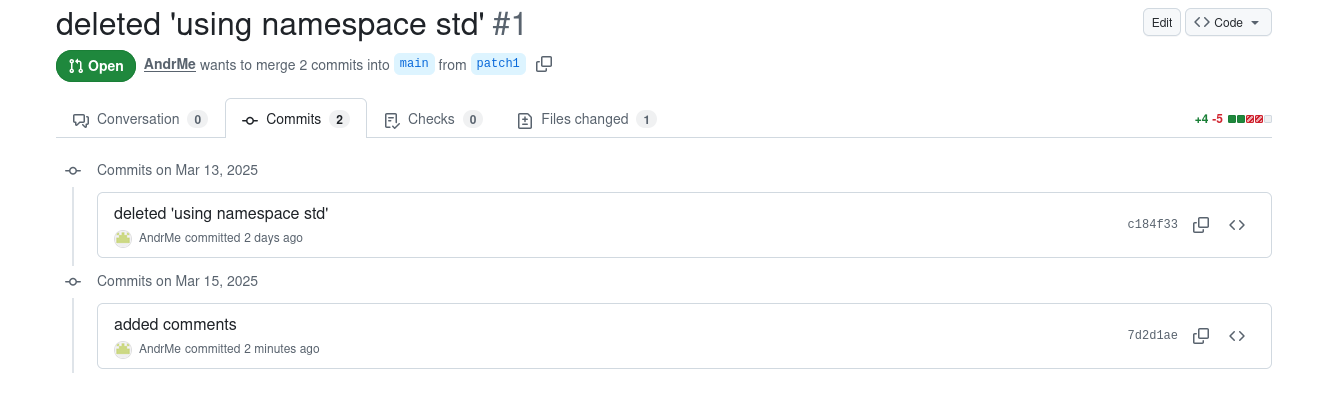 deleted 'using namespace std' #1
Edit
Code
Open
AndrMe wants to merge 2 commits into main from patch1
Conversation 0
Commits 2
Checks 0
Files changed 1
+4 -5
Commits on Mar 13, 2025
deleted 'using namespace std'
AndrMe committed 2 days ago
c184f33
Commits on Mar 15, 2025
added comments
AndrMe committed 2 minutes ago
7d2d1ae